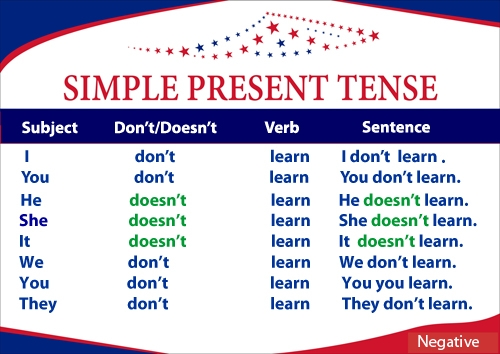 SIMPLE PRESENT TENSE
Subject Don't/Doesn't Verb Sentence
I don't learn I don't learn .
You don't learn You don't learn.
He doesn't learn He doesn't learn.
She doesn't learn She doesn't learn.
It doesn't learn It doesn't learn.
We don't learn We don't learn.
You don't learn You you learn.
They don't learn They don't learn.
Negative